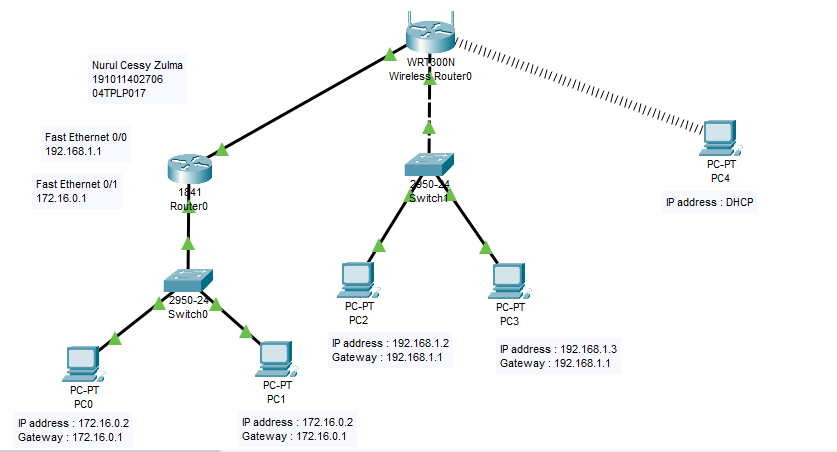 WRT300N
Wireless Router0
Nurul Cessy Zulma
191011402706
04TPLP017
Fast Ethernet 0/0
192.168.1.1
Fast Ethernet 0/1
172.16.0.1
1841
Router0
2950-24
Switch1
PC-PT
PC4
IP address : DHCP
2950-24
Switch0
PC-PT
PC2
IP address : 192.168.1.2
Gateway : 192.168.1.1
PC-PT
PC3
IP address : 192.168.1.3
Gateway : 192.168.1.1
PC-PT
PC0
IP address : 172.16.0.2
Gateway : 172.16.0.1
PC-PT
PC1
IP address : 172.16.0.2
Gateway : 172.16.0.1